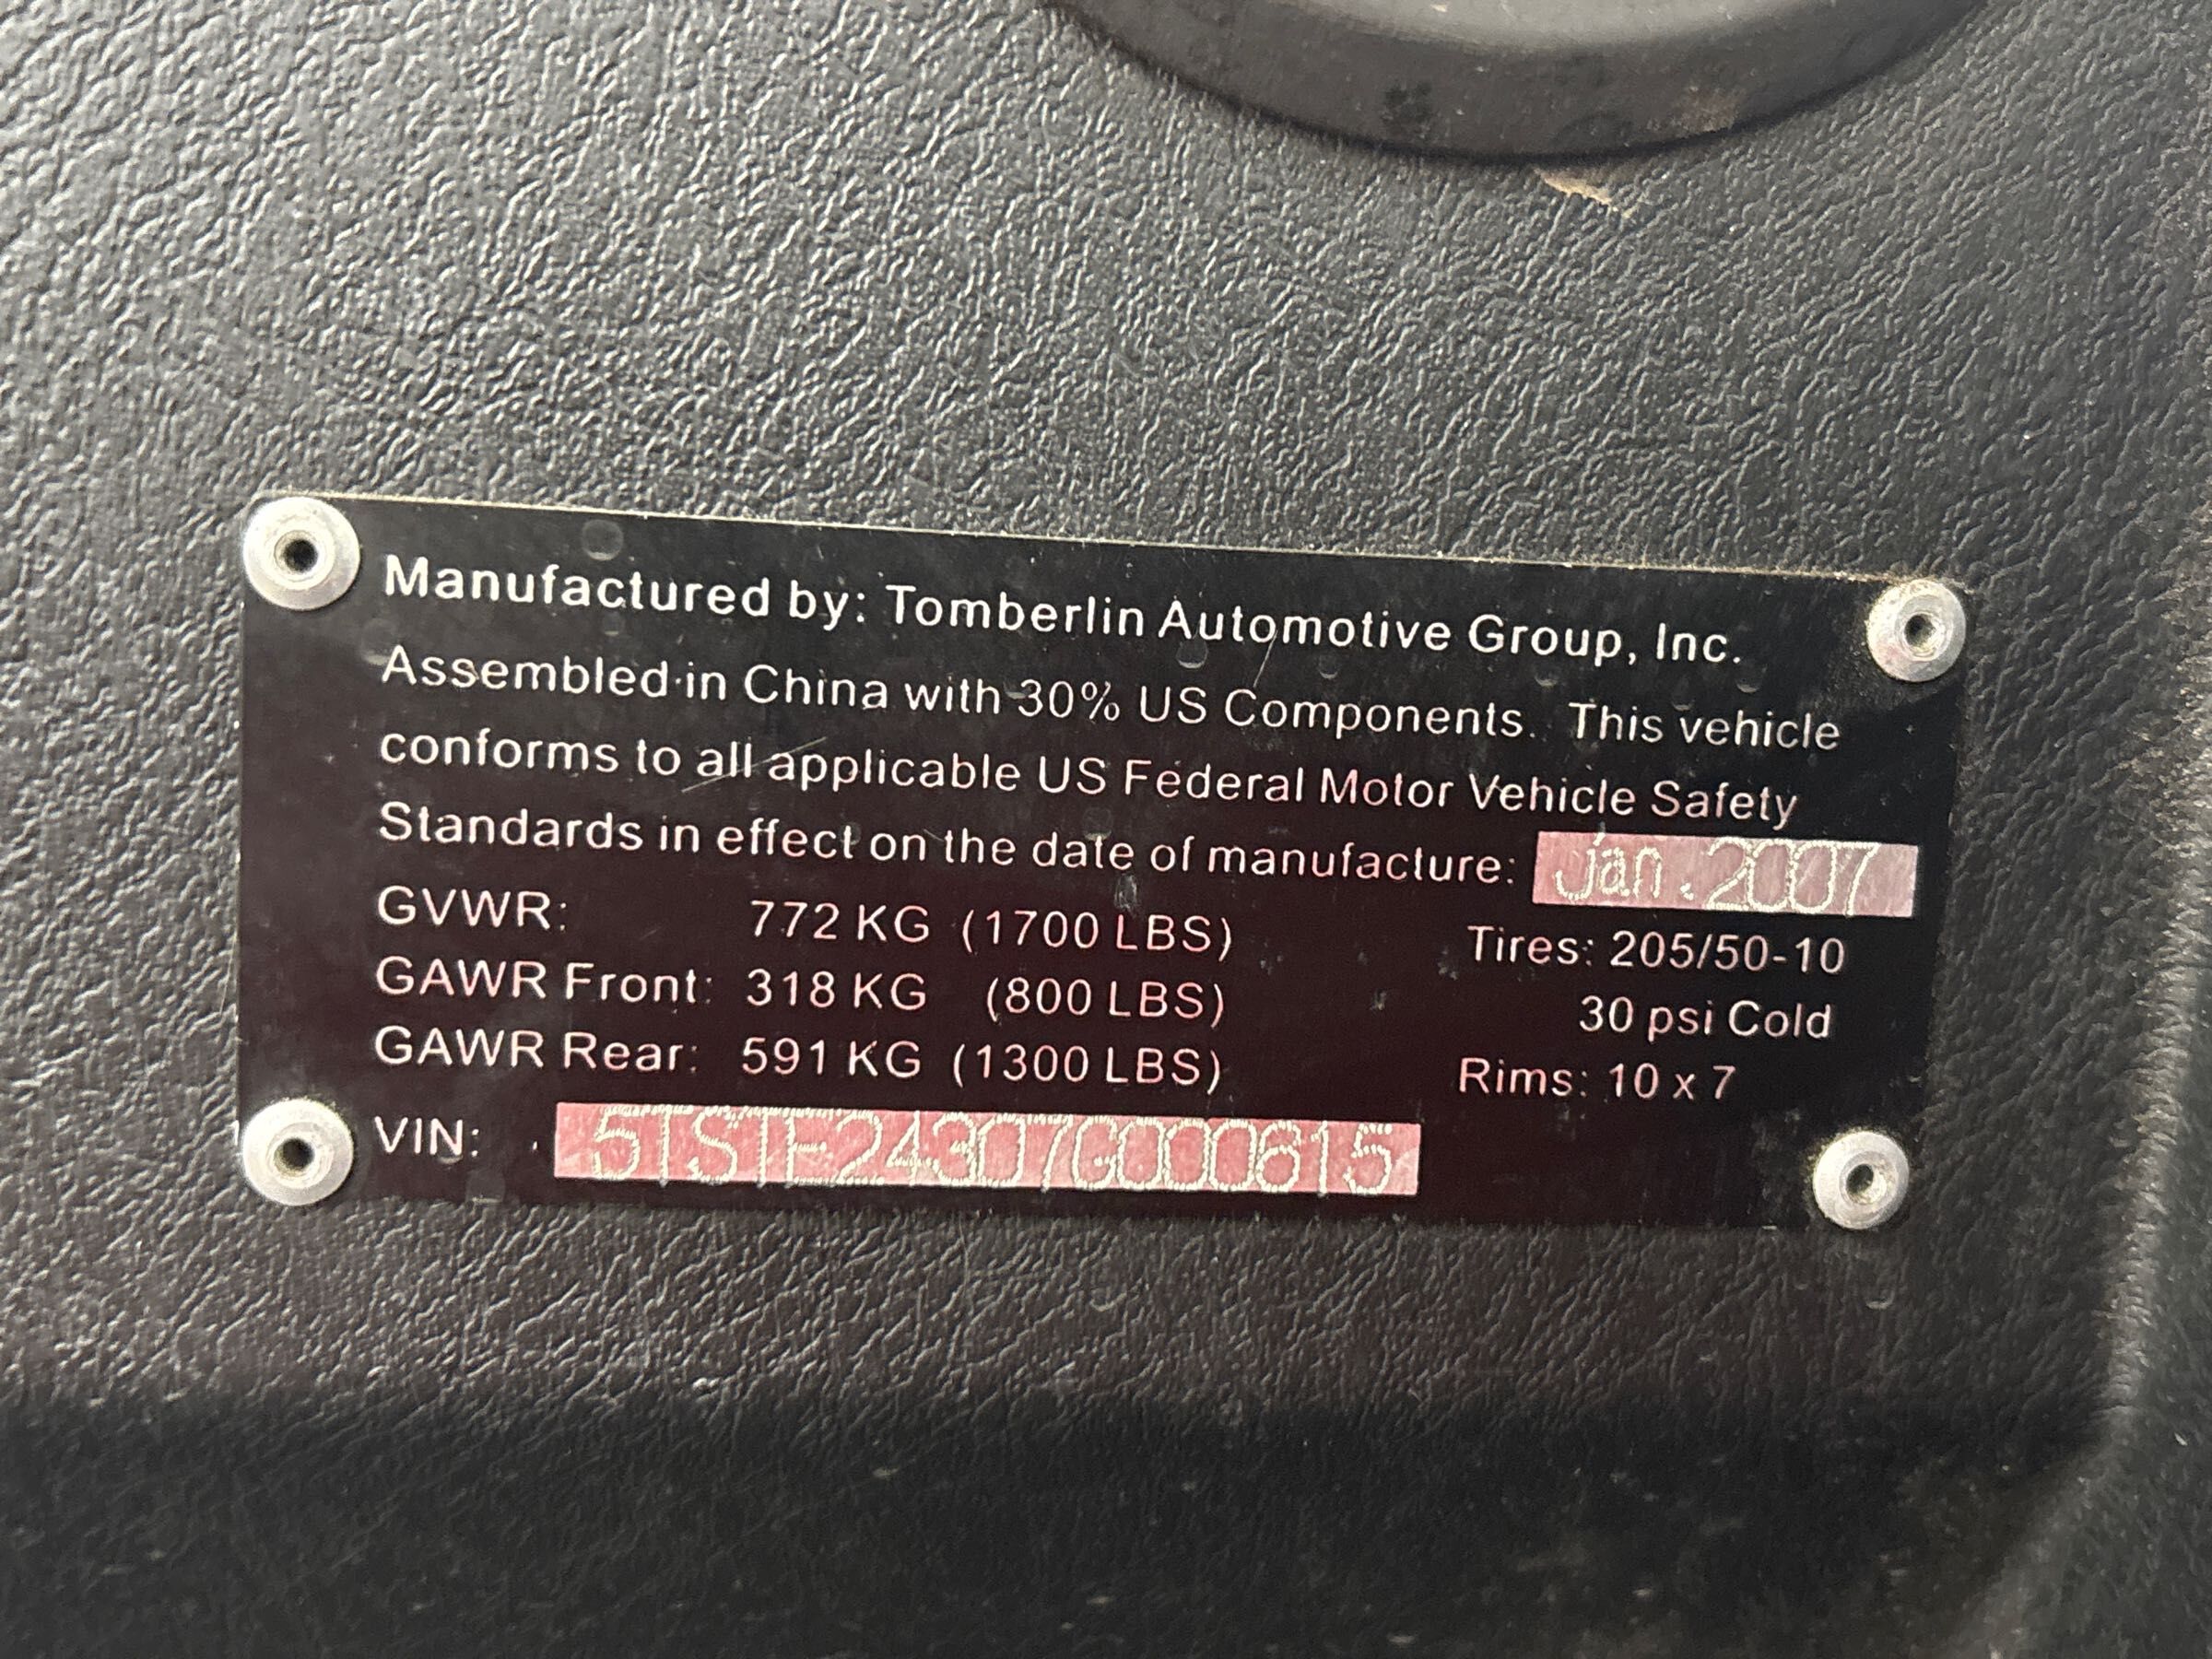 Manufactured by: Tomberlin Automotive Group, Inc.
Assembled in China with 30% US Components. This vehicle
conforms to all applicable US Federal Motor Vehicle Safety
Standards in effect on the date of manufacture: Jan.2007
GVWR: 772 KG (1700 LBS) Tires: 205/50-10
GAWR Front: 318 KG (800 LBS) 30 psi Cold
GAWR Rear: 591 KG (1300 LBS) Rims: 10 x 7
VIN: 5TSTE24307G000615